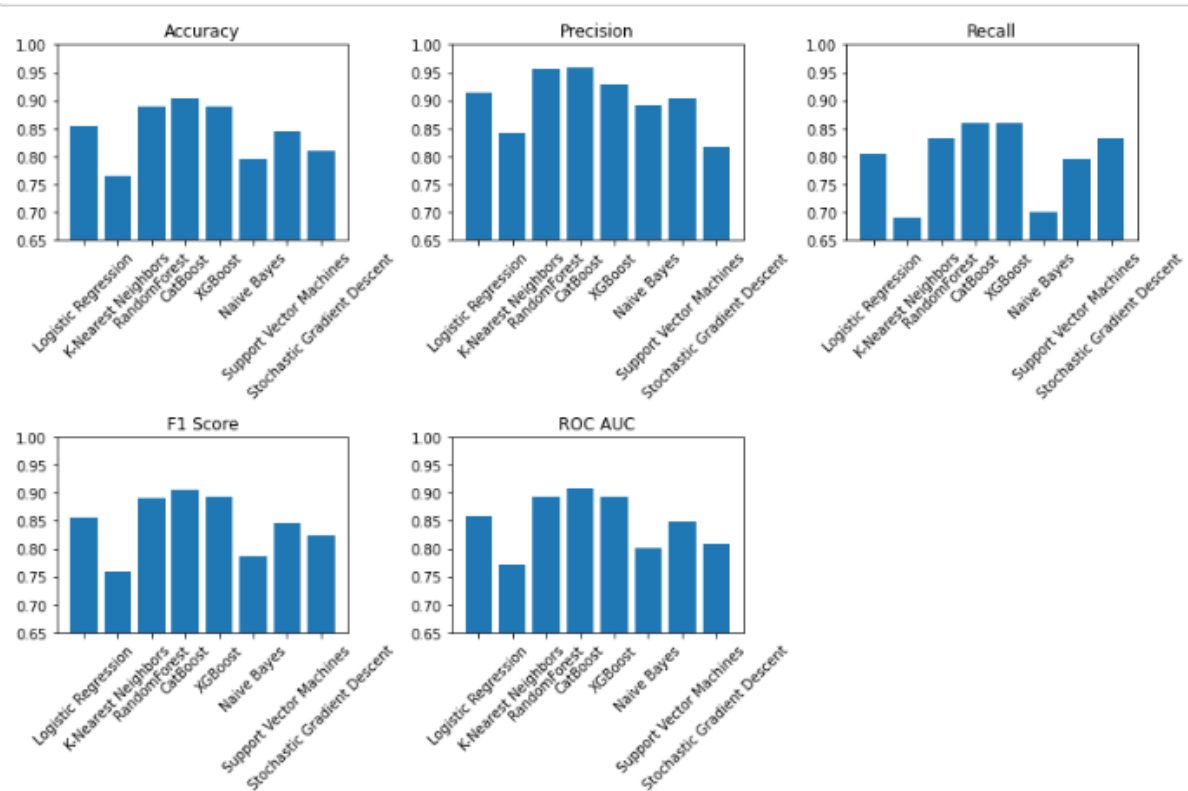 Accuracy
1.00
0.95
0.90
0.85
0.80
0.75
0.70
0.65
Logistic Regression
K-Nearest Neighbors
RandomForest
CatBoost
XGBoost
Naive Bayes
Support Vector Machines
Stochastic Gradient Descent
Precision
1.00
0.95
0.90
0.85
0.80
0.75
0.70
0.65
Logistic Regression
K-Nearest Neighbors
RandomForest
CatBoost
XGBoost
Naive Bayes
Support Vector Machines
Stochastic Gradient Descent
Recall
1.00
0.95
0.90
0.85
0.80
0.75
0.70
0.65
Logistic Regression
K-Nearest Neighbors
RandomForest
CatBoost
XGBoost
Naive Bayes
Support Vector Machines
Stochastic Gradient Descent
F1 Score
1.00
0.95
0.90
0.85
0.80
0.75
0.70
0.65
Logistic Regression
K-Nearest Neighbors
RandomForest
CatBoost
XGBoost
Naive Bayes
Support Vector Machines
Stochastic Gradient Descent
ROC AUC
1.00
0.95
0.90
0.85
0.80
0.75
0.70
0.65
Logistic Regression
K-Nearest Neighbors
RandomForest
CatBoost
XGBoost
Naive Bayes
Support Vector Machines
Stochastic Gradient Descent